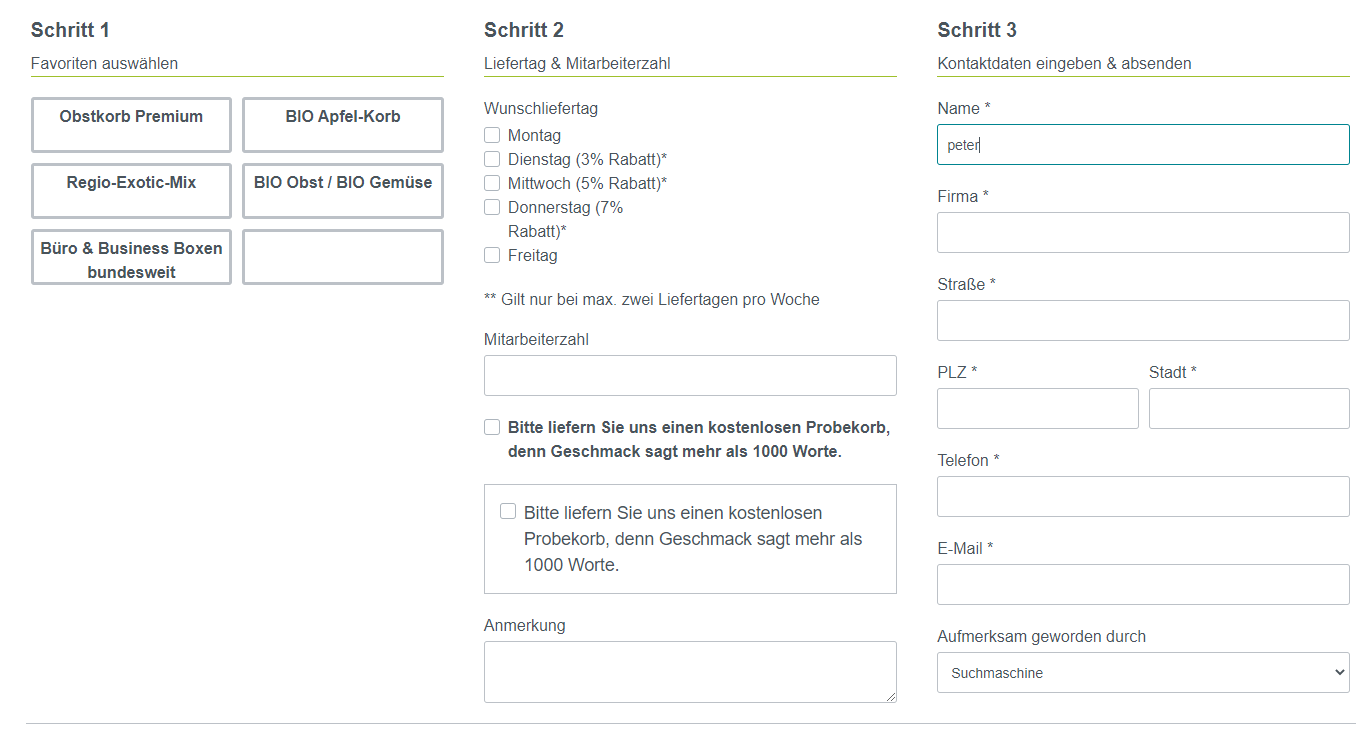 Schritt 1
Favoriten auswählen
Obstkorb Premium
BIO Apfel-Korb
Regio-Exotic-Mix
BIO Obst / BIO Gemüse
Büro & Business Boxen
bundesweit
Schritt 2
Liefertag & Mitarbeiterzahl
Wunschliefertag
Montag
Dienstag (3% Rabatt)*
Mittwoch (5% Rabatt)*
Donnerstag (7%
Rabatt)*
Freitag
** Gilt nur bei max. zwei Liefertagen pro Woche
Mitarbeiterzahl
Bitte liefern Sie uns einen kostenlosen Probekorb,
denn Geschmack sagt mehr als 1000 Worte.
Bitte liefern Sie uns einen kostenlosen
Probekorb, denn Geschmack sagt mehr als
1000 Worte.
Anmerkung
Schritt 3
Kontaktdaten eingeben & absenden
Name *
peter
Firma *
Straße *
PLZ *
Stadt *
Telefon *
E-Mail *
Aufmerksam geworden durch
Suchmaschine